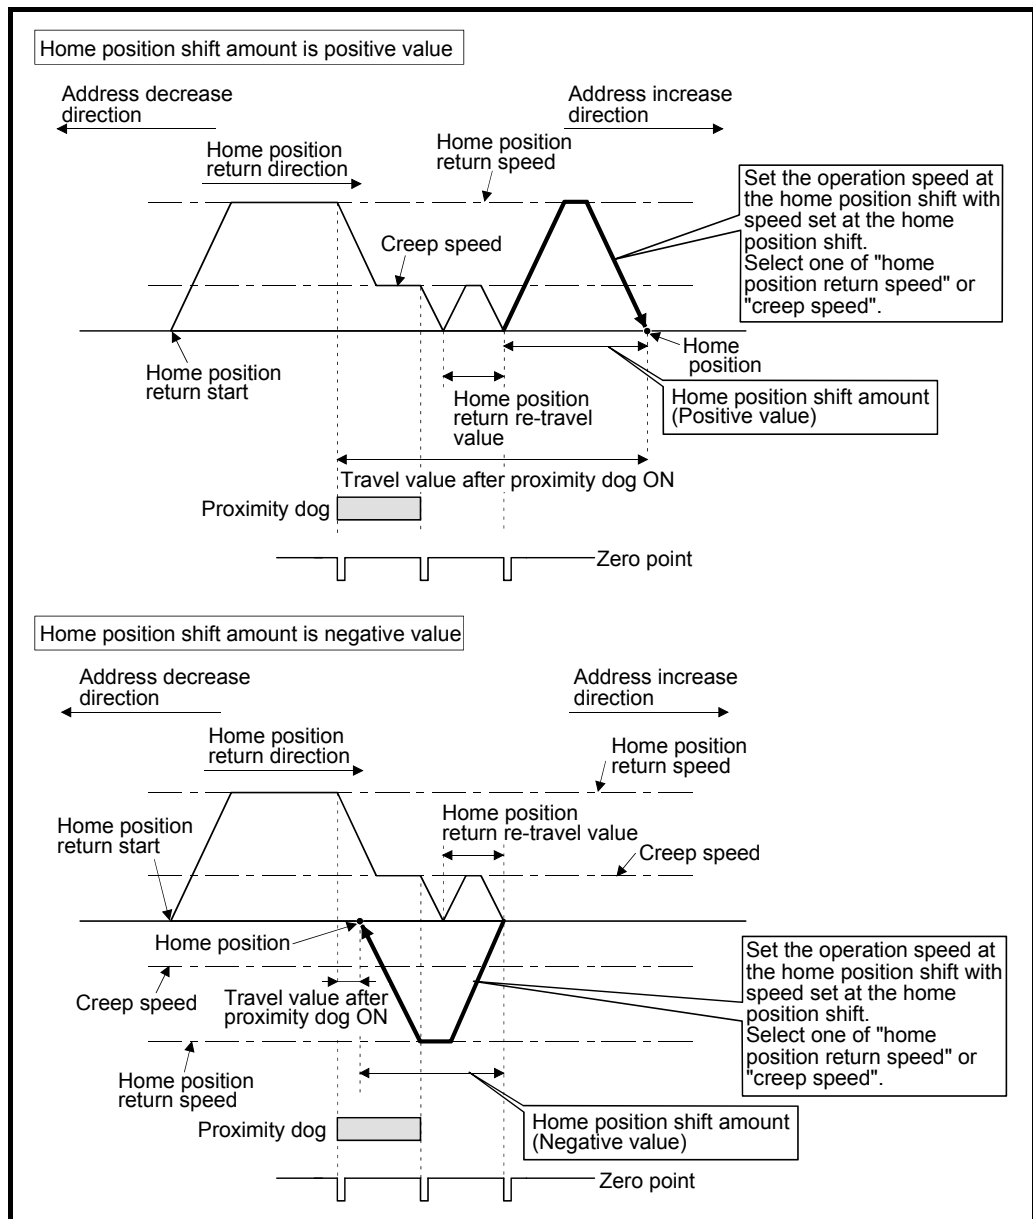 Home position shift amount is positive value
Address decrease
direction
Address increase
direction
Home position
return direction
Home position
return speed
Set the operation speed at
the home position shift with
speed set at the home
position shift.
Select one of "home
position return speed" or
"creep speed".
Creep speed
Home position
return start
Home
position
Home position
return re-travel
value
Home position shift amount
(Positive value)
Travel value after proximity dog ON
Proximity dog
Zero point
Home position shift amount is negative value
Address decrease
direction
Address increase
direction
Home position
return direction
Home position
return speed
Home position
return start
Home position
return re-travel value
Creep speed
Home position
Set the operation speed at
the home position shift with
speed set at the home
position shift.
Select one of "home
position return speed" or
"creep speed".
Creep speed
Travel value after
proximity dog ON
Home position
return speed
Home position shift amount
(Negative value)
Proximity dog
Zero point